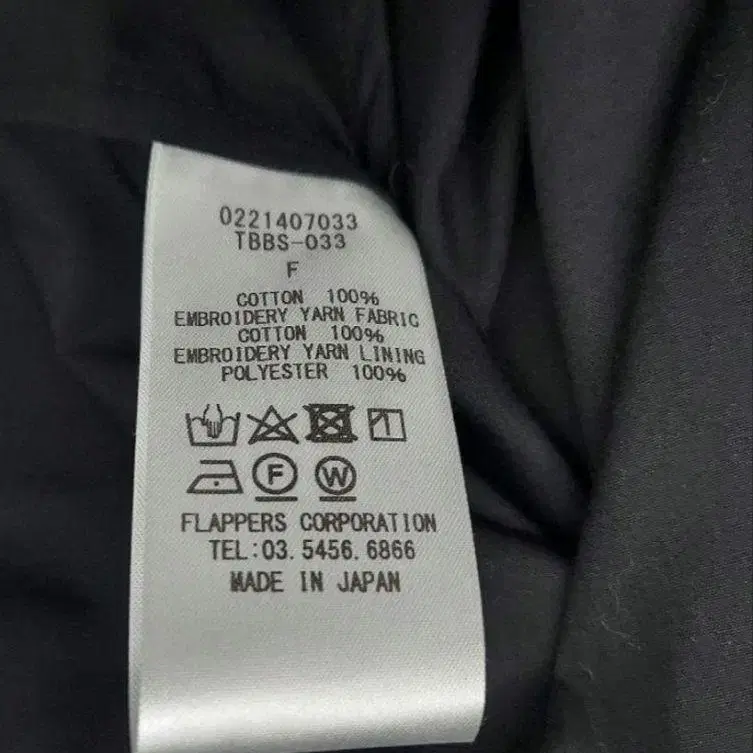 0221407033
TBBS-033
F
COTTON 100%
EMBROIDERY YARN FABRIC
COTTON 100%
EMBROIDERY YARN LINING
POLYESTER 100%
F W
FLAPPERS CORPORATION
TEL:03.5456.6866
MADE IN JAPAN